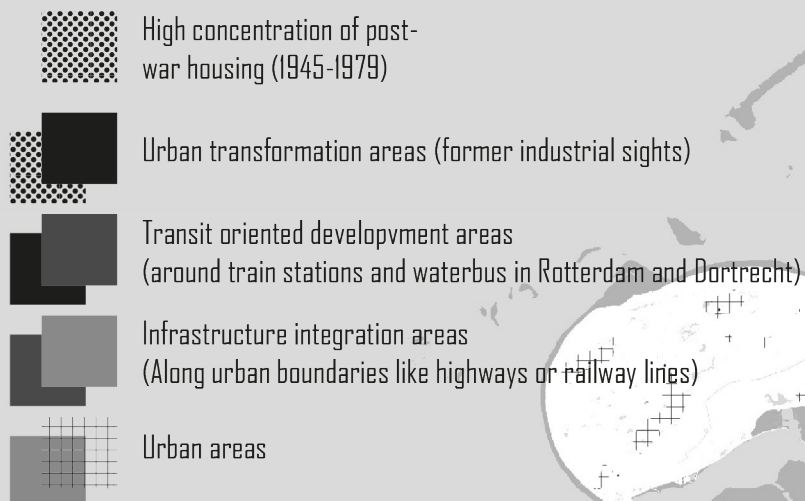 High concentration of post-
war housing (1945-1979)
Urban transformation areas (former industrial sights)
Transit oriented developvment areas
(around train stations and waterbus in Rotterdam and Dortrecht)
Infrastructure integration areas
(Along urban boundaries like highways or railway lines)
Urban areas